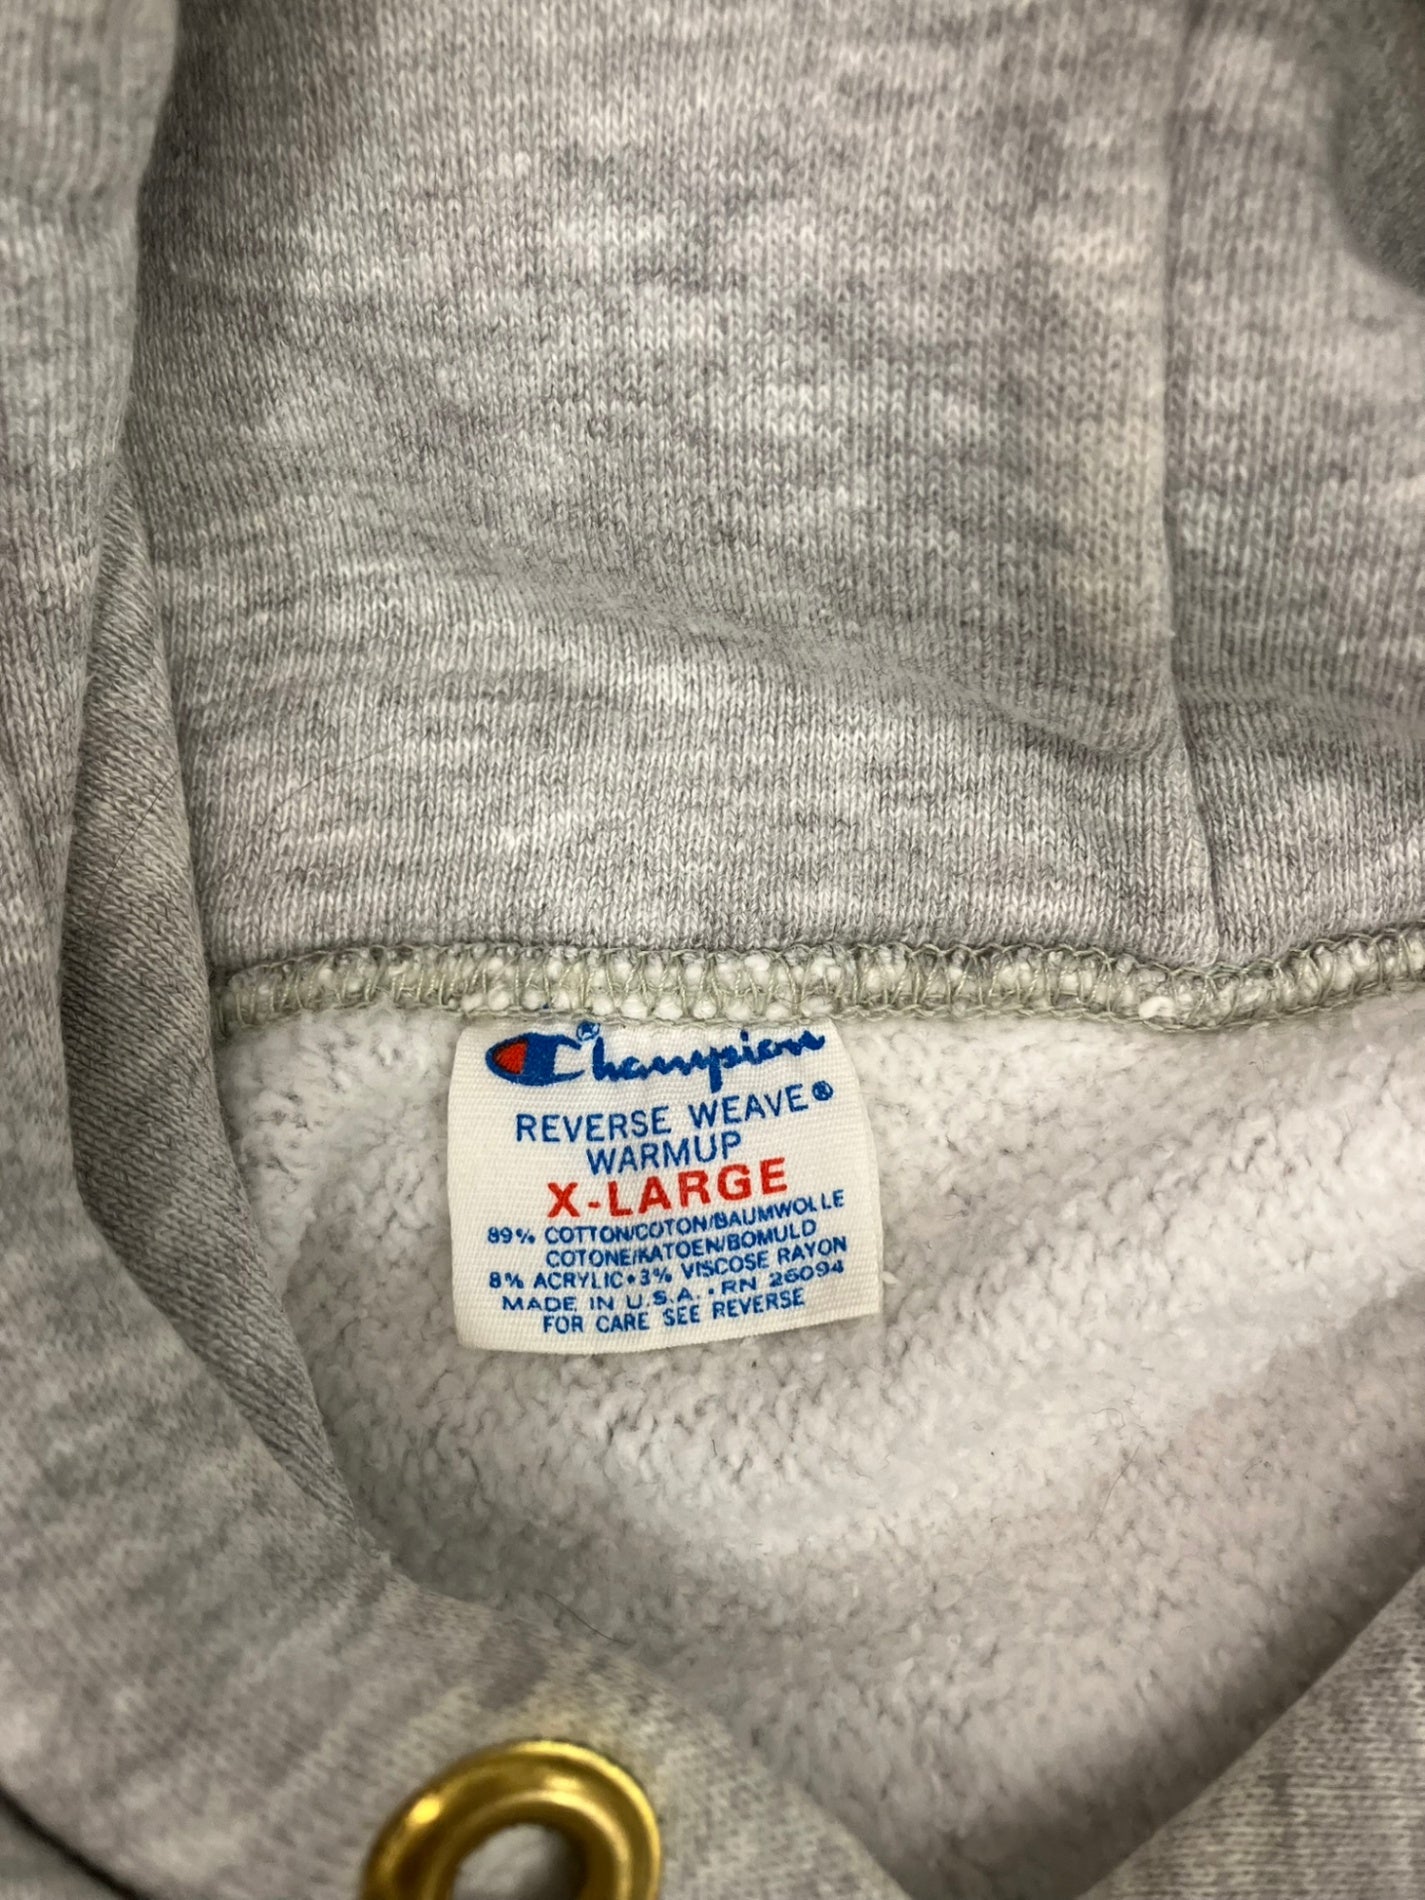 Champion®
REVERSE WEAVE®
WARMUP
X-LARGE
89% COTTON/COTON/BAUMWOLLE
COTONE/KATOEN/BOMULD
8% ACRYLIC•3% VISCOSE RAYON
MADE IN U.S.A. • RN 26094
FOR CARE SEE REVERSE